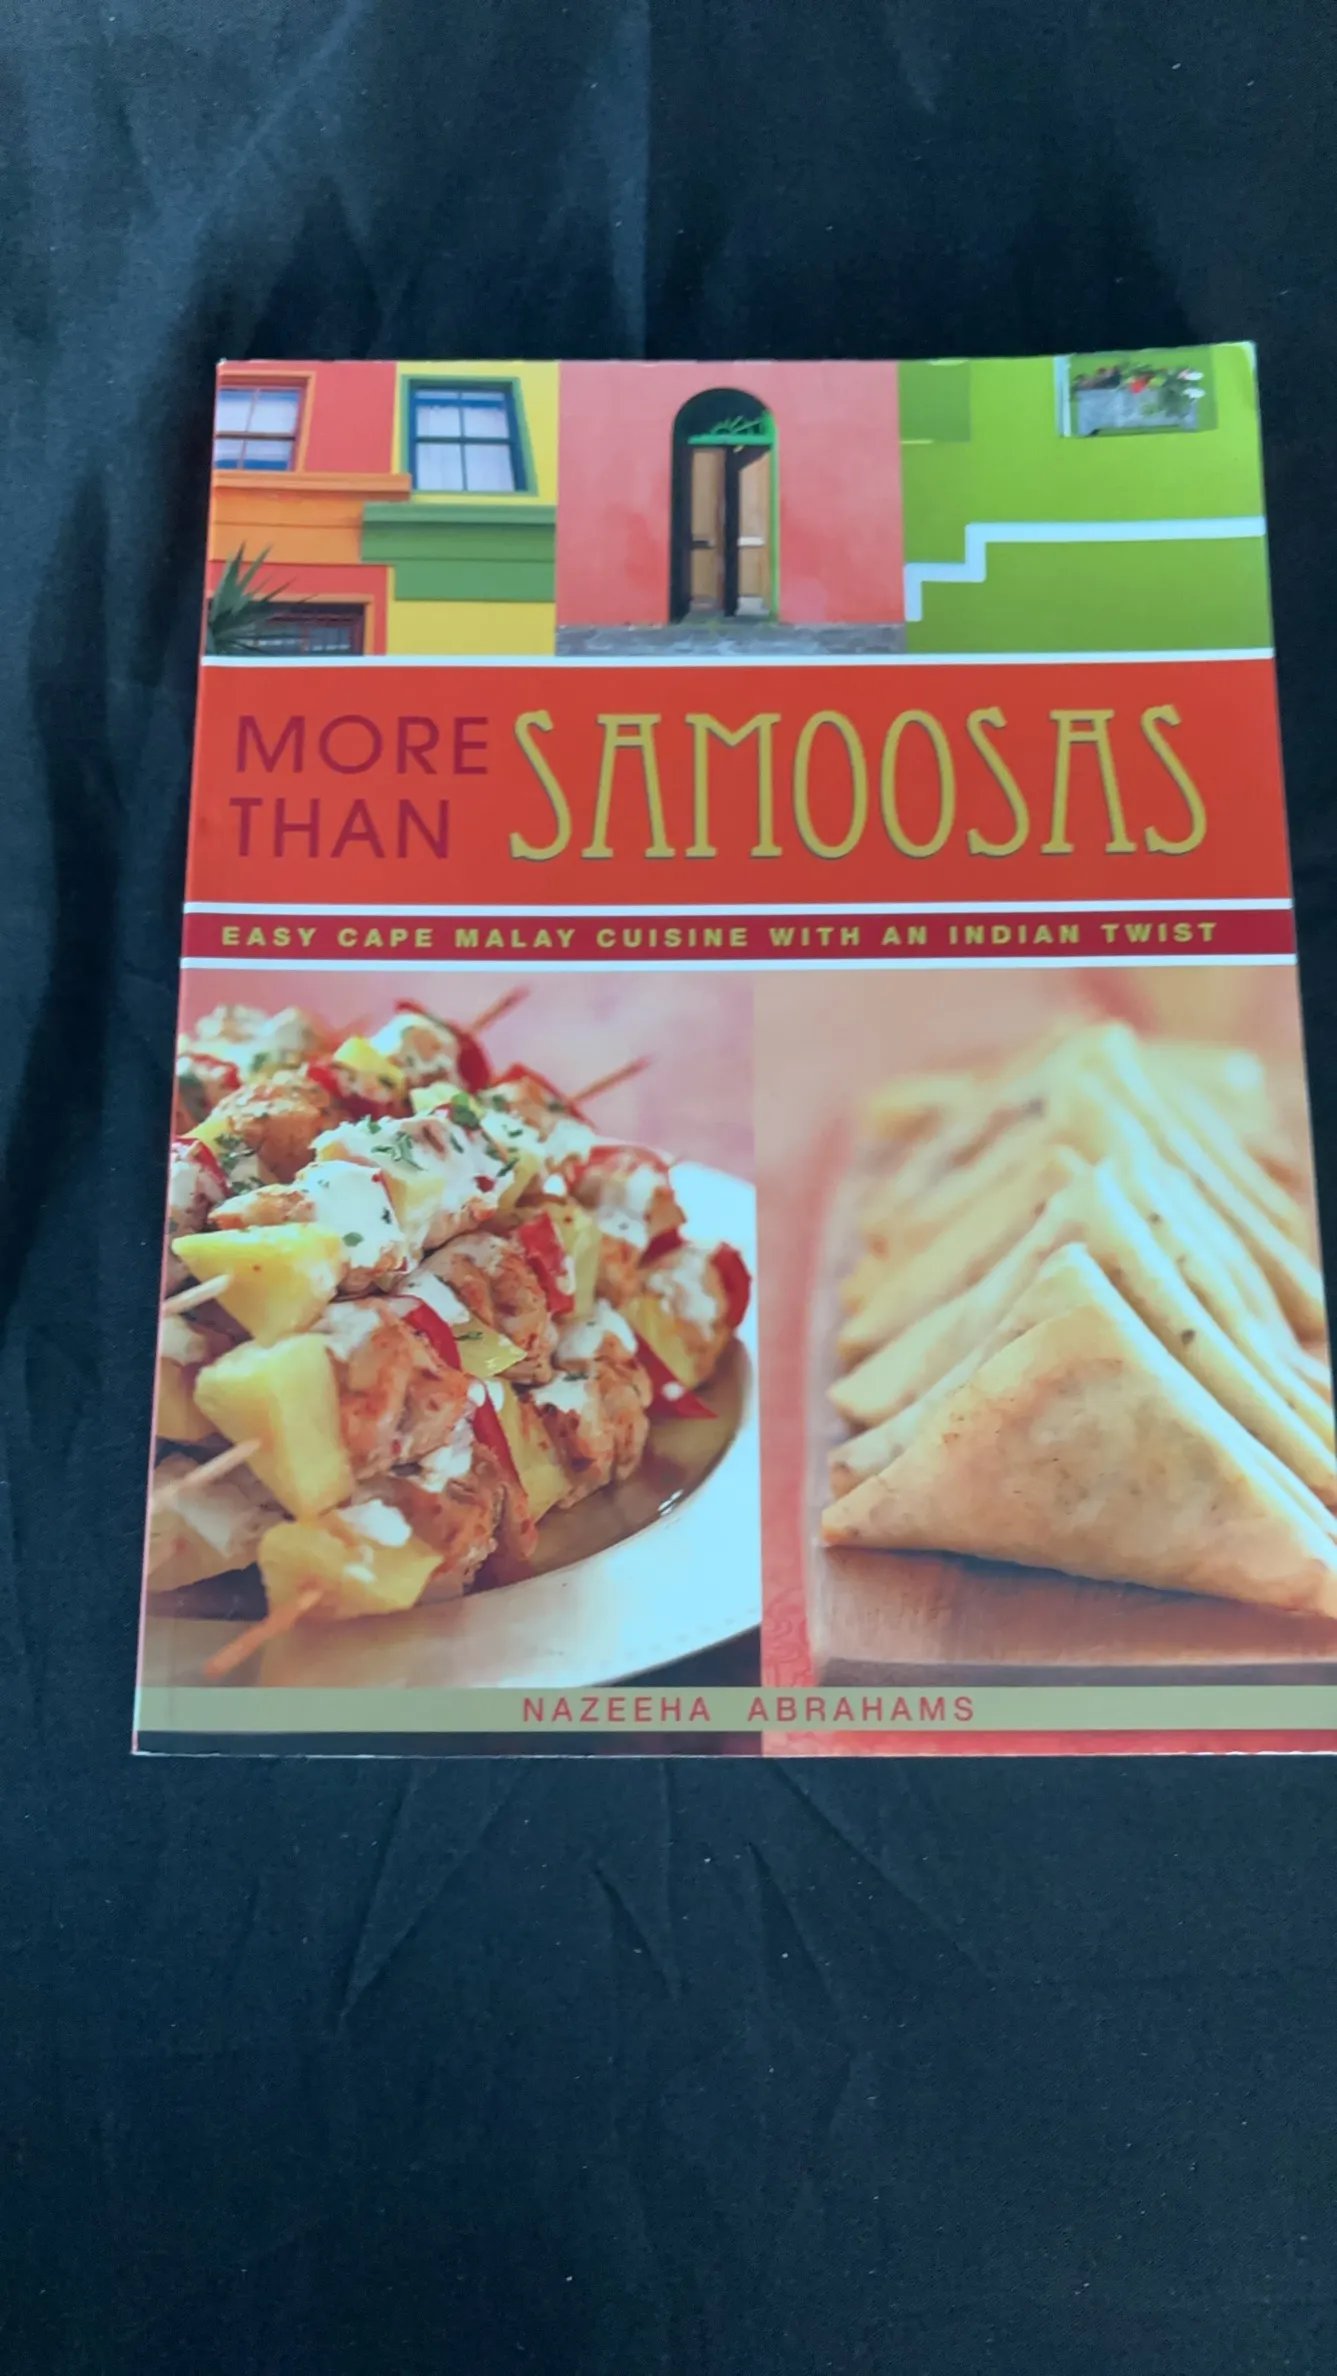 MORE
THAN
SAMOOSAS
EASY CAPE MALAY CUISINE WITH AN INDIAN TWIST
NAZEEHA ABRAHAMS